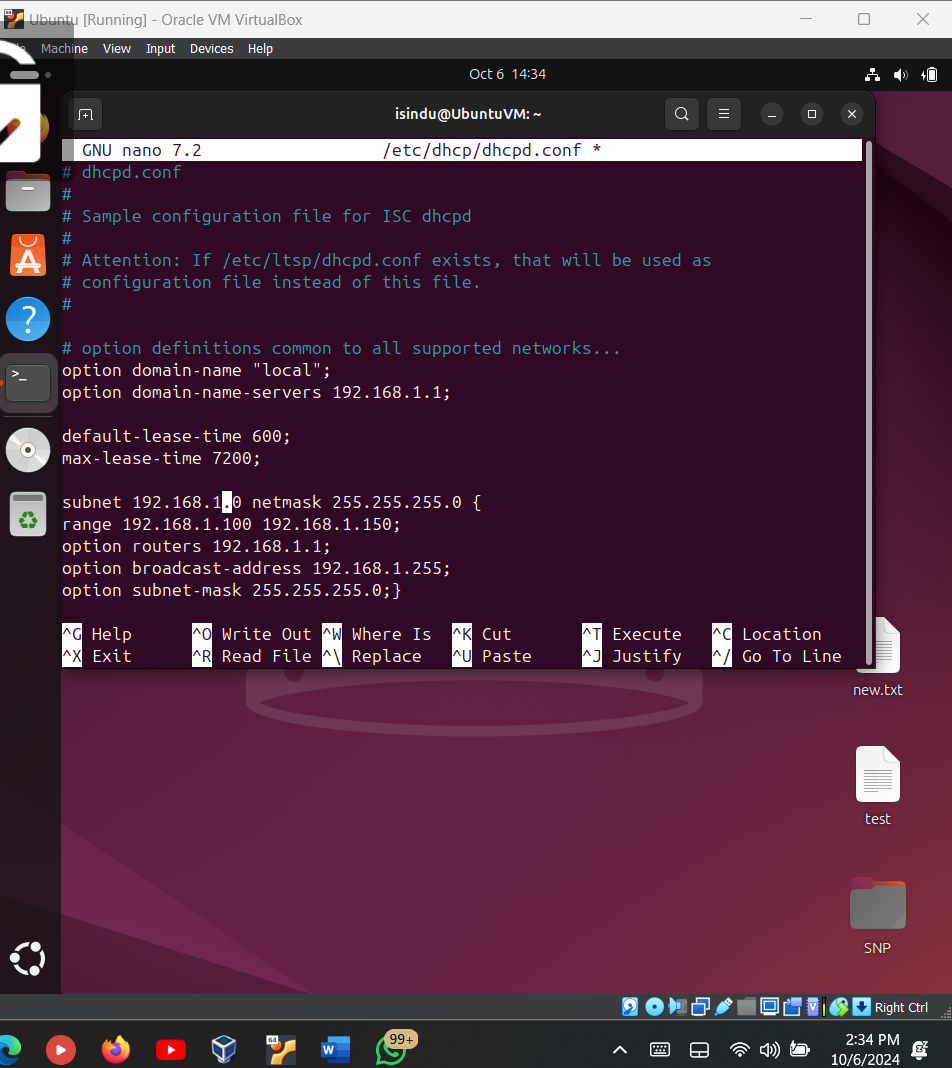 Ubuntu [Running] - Oracle VM VirtualBox
Machine View Input Devices Help
Oct 6 14:34
isindu@UbuntuVM: ~
GNU nano 7.2 /etc/dhcp/dhcpd.conf *
# dhcpd.conf
#
# Sample configuration file for ISC dhcpd
#
# Attention: If /etc/ltsp/dhcpd.conf exists, that will be used as
# configuration file instead of this file.
#
# option definitions common to all supported networks...
option domain-name "local";
option domain-name-servers 192.168.1.1;
default-lease-time 600;
max-lease-time 7200;
subnet 192.168.1.0 netmask 255.255.255.0 {
range 192.168.1.100 192.168.1.150;
option routers 192.168.1.1;
option broadcast-address 192.168.1.255;
option subnet-mask 255.255.255.0;}
^G Help ^O Write Out ^W Where Is ^K Cut ^T Execute ^C Location
^X Exit ^R Read File ^\ Replace ^U Paste ^J Justify ^/ Go To Line
new.txt
test
SNP
Right Ctrl
64
W
99+
2:34 PM
10/6/2024